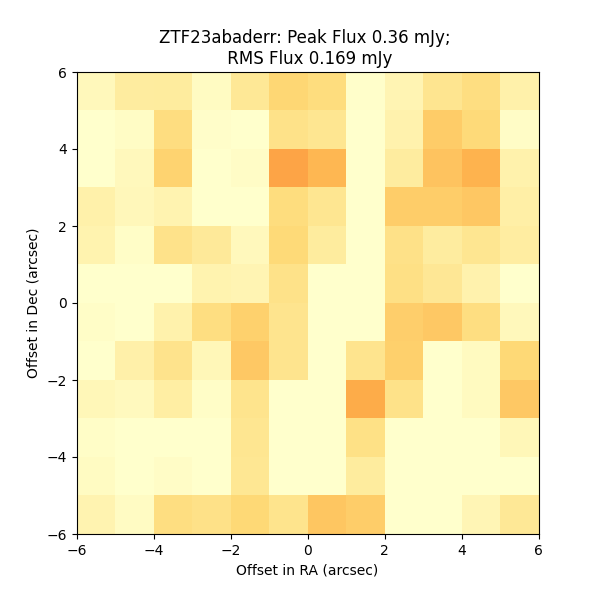 ZTF23abaderr: Peak Flux 0.36 mJy;
RMS Flux 0.169 mJy
6
4
2
0
−2
−4
−6
Offset in Dec (arcsec)
−6 −4 −2 0 2 4 6
Offset in RA (arcsec)